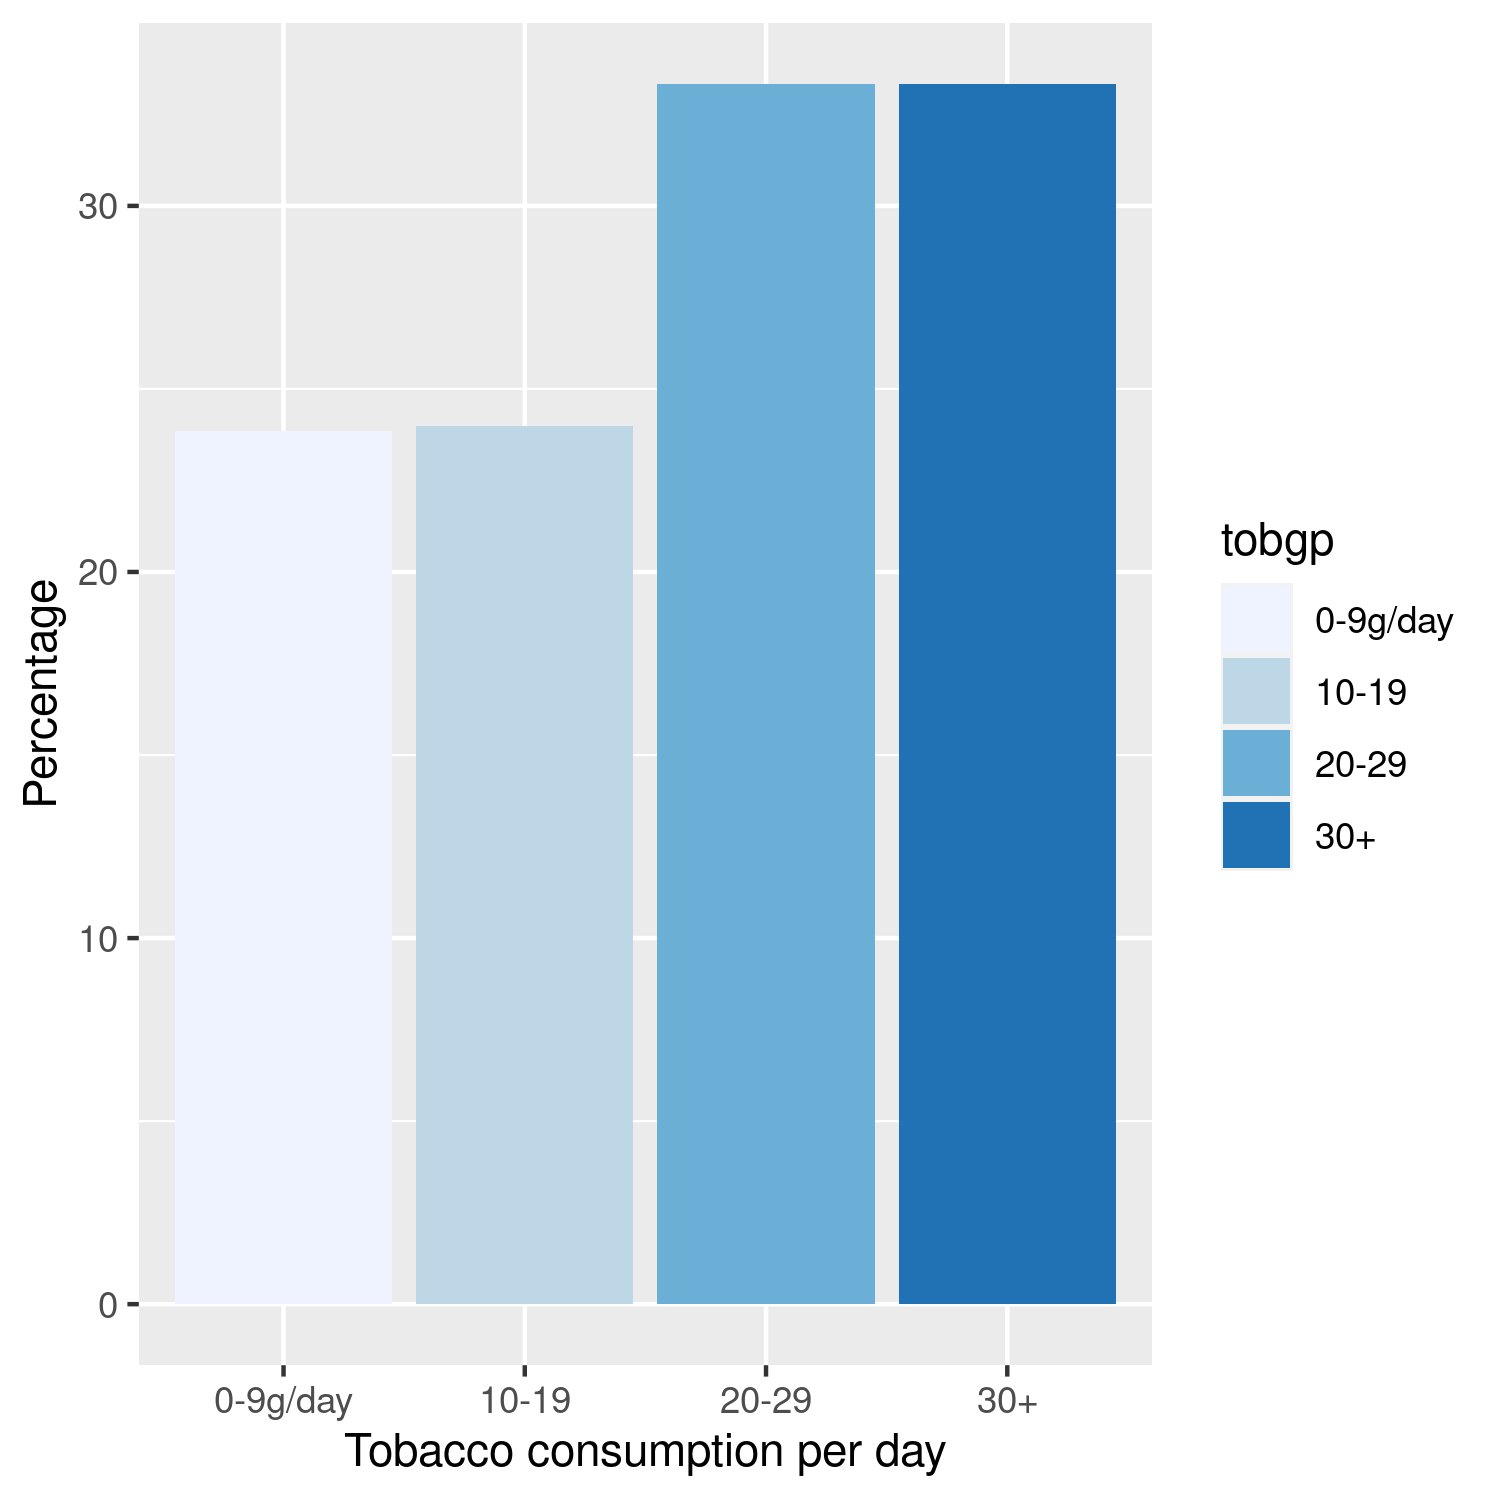 Percentage
30
20
10
0
0-9g/day
10-19
20-29
30+
Tobacco consumption per day
tobgp
0-9g/day
10-19
20-29
30+